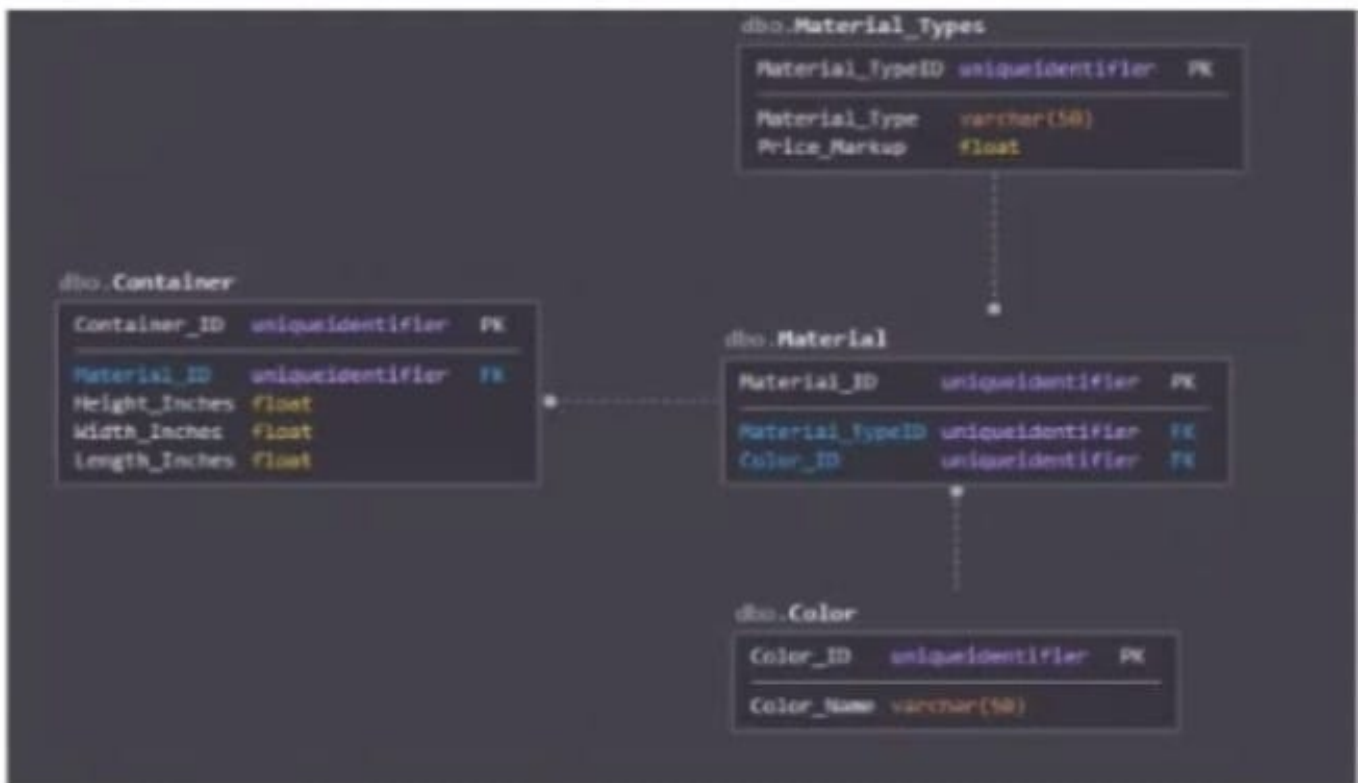 dbo.Material_Types
Material_TypeID uniqueidentifier PK
Material_Type varchar(50)
Price_Markup float
dbo.Container
Container_ID uniqueidentifier PK
Material_ID uniqueidentifier FK
Height_Inches float
Width_Inches float
Length_Inches float
dbo.Material
Material_ID uniqueidentifier PK
Material_TypeID uniqueidentifier FK
Color_ID uniqueidentifier FK
dbo.Color
Color_ID uniqueidentifier PK
Color_Name varchar(50)